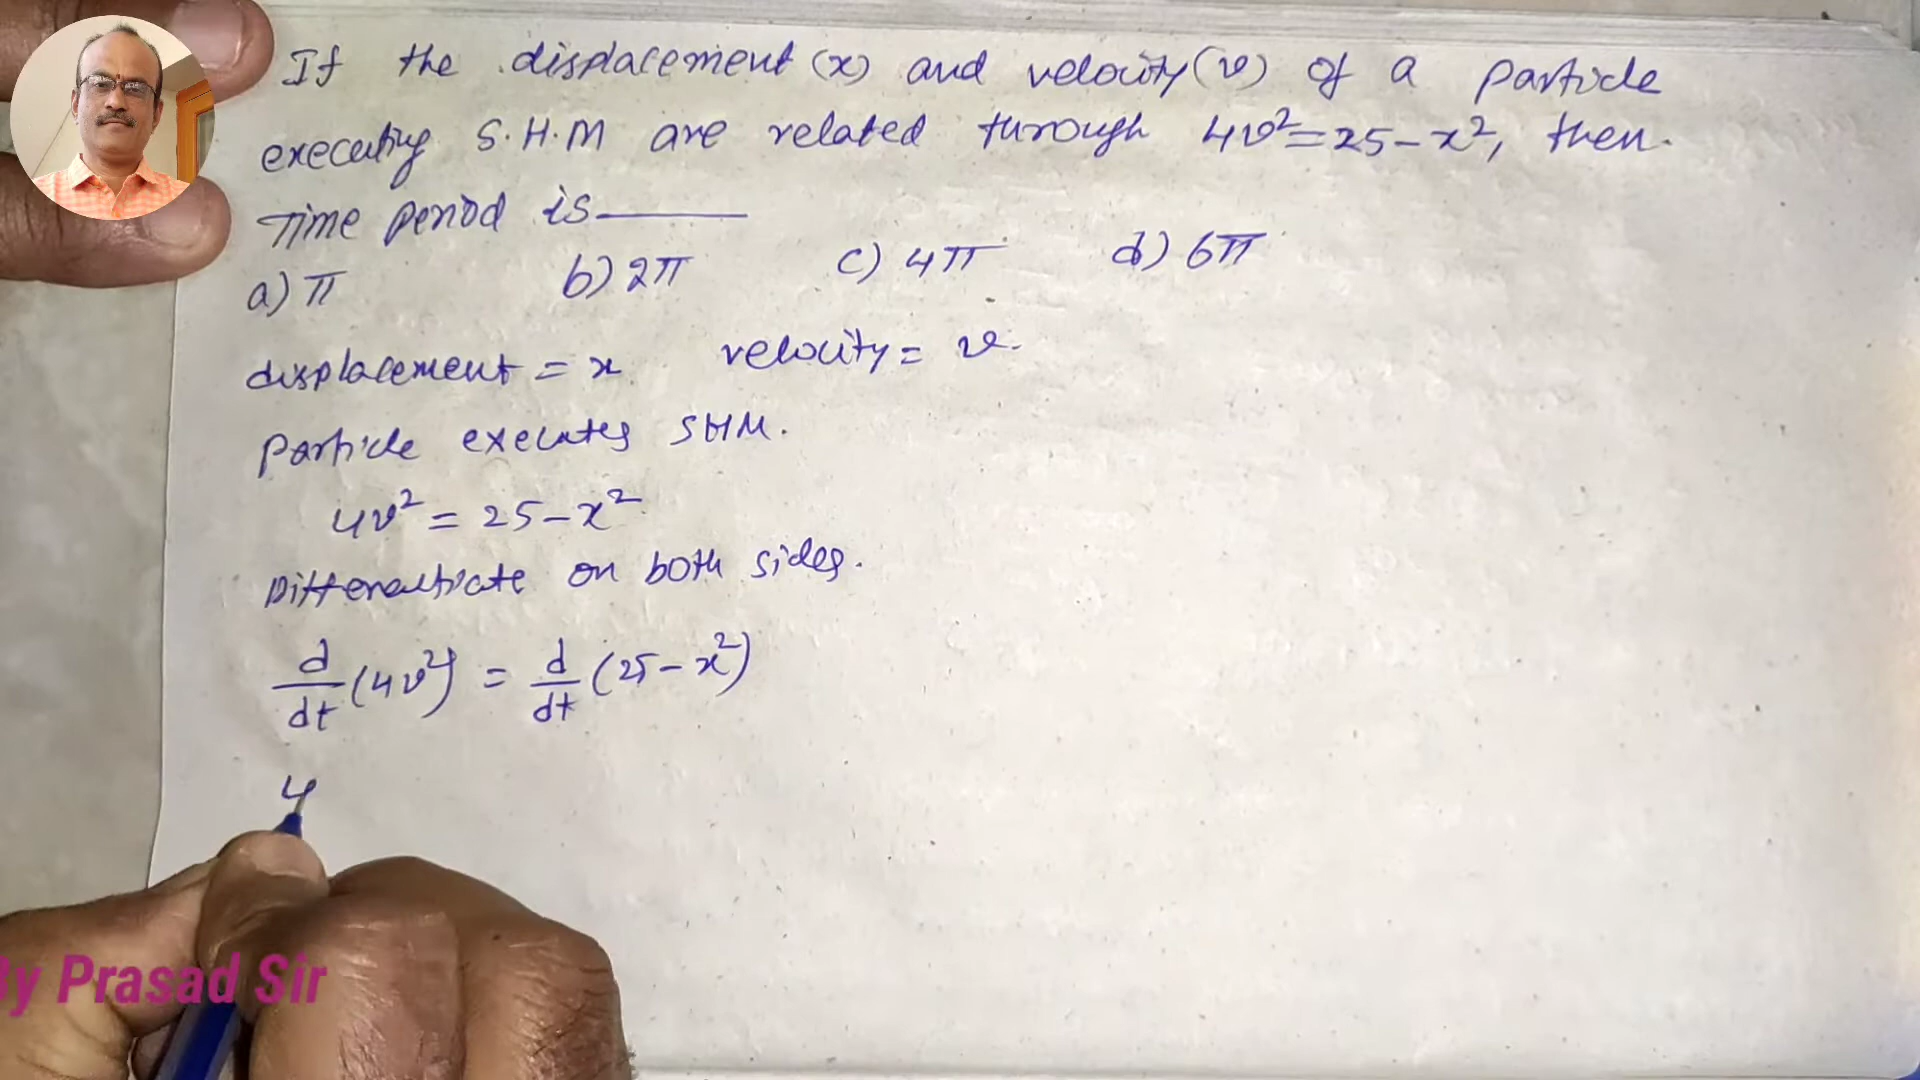 If the displacement (x) and velocity (v) of a particle
executing S.H.M are related through 4v²=25-x², then.
Time period is______
a) π b) 2π c) 4π d) 6π
displacement = x velocity = v.
Particle executes SHM.
4v² = 25-x²
Differentiate on both sides.
d/dt (4v²) = d/dt (25-x²)
4
By Prasad Sir